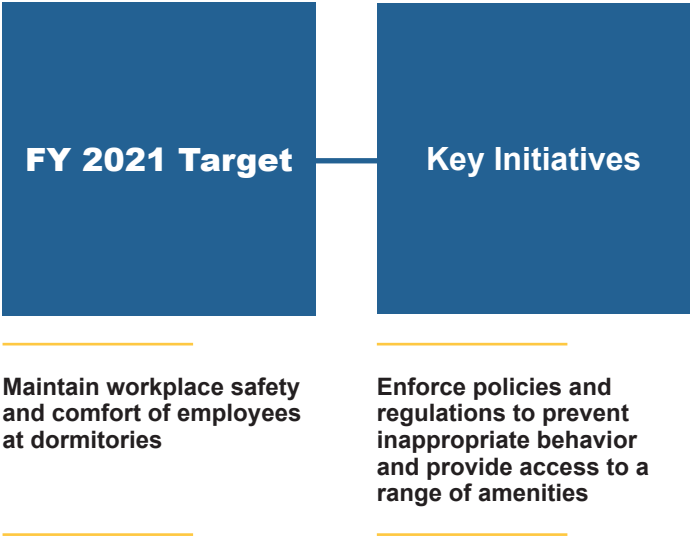 FY 2021 Target
Key Initiatives
Maintain workplace safety
and comfort of employees
at dormitories
Enforce policies and
regulations to prevent
inappropriate behavior
and provide access to a
range of amenities